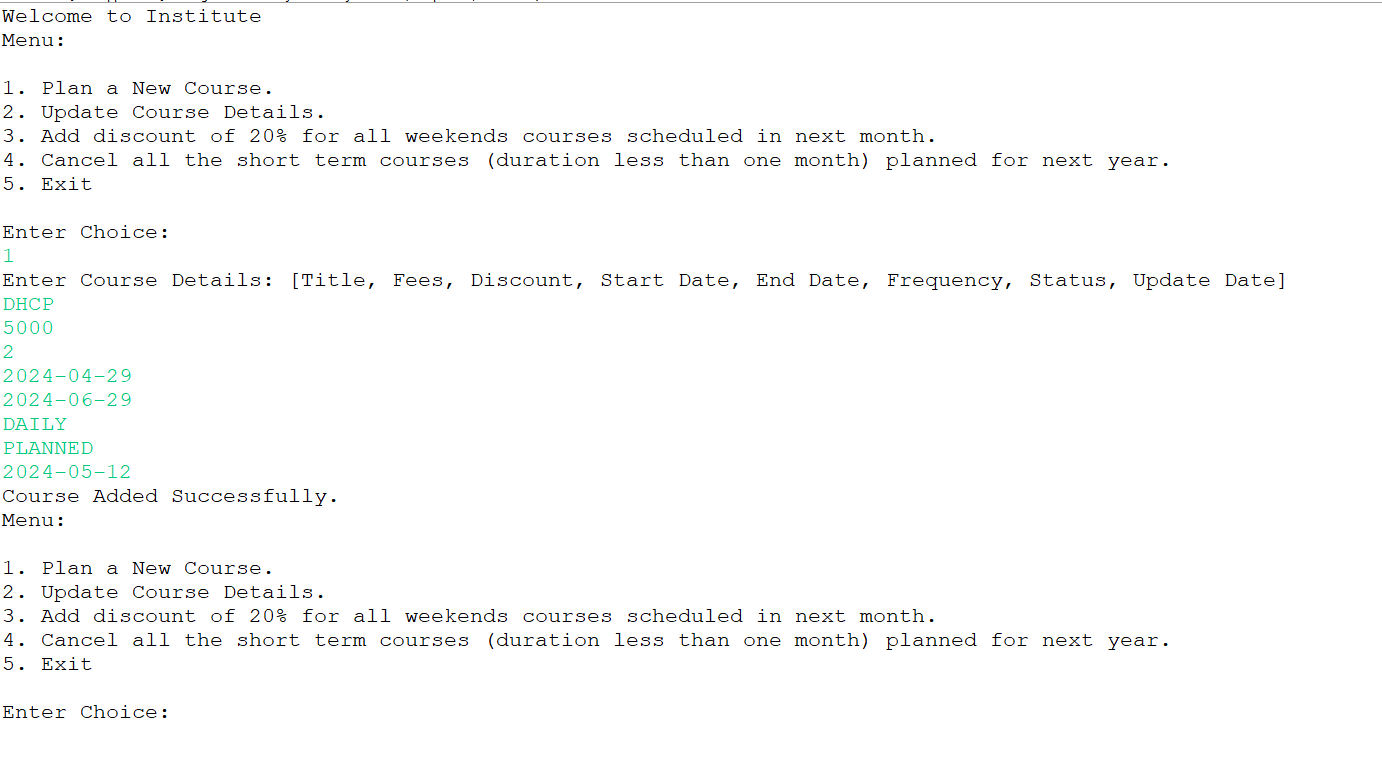 Welcome to Institute
Menu:
1. Plan a New Course.
2. Update Course Details.
3. Add discount of 20% for all weekends courses scheduled in next month.
4. Cancel all the short term courses (duration less than one month) planned for next year.
5. Exit
Enter Choice:
1
Enter Course Details: [Title, Fees, Discount, Start Date, End Date, Frequency, Status, Update Date]
DHCP
5000
2
2024-04-29
2024-06-29
DAILY
PLANNED
2024-05-12
Course Added Successfully.
Menu:
1. Plan a New Course.
2. Update Course Details.
3. Add discount of 20% for all weekends courses scheduled in next month.
4. Cancel all the short term courses (duration less than one month) planned for next year.
5. Exit
Enter Choice: